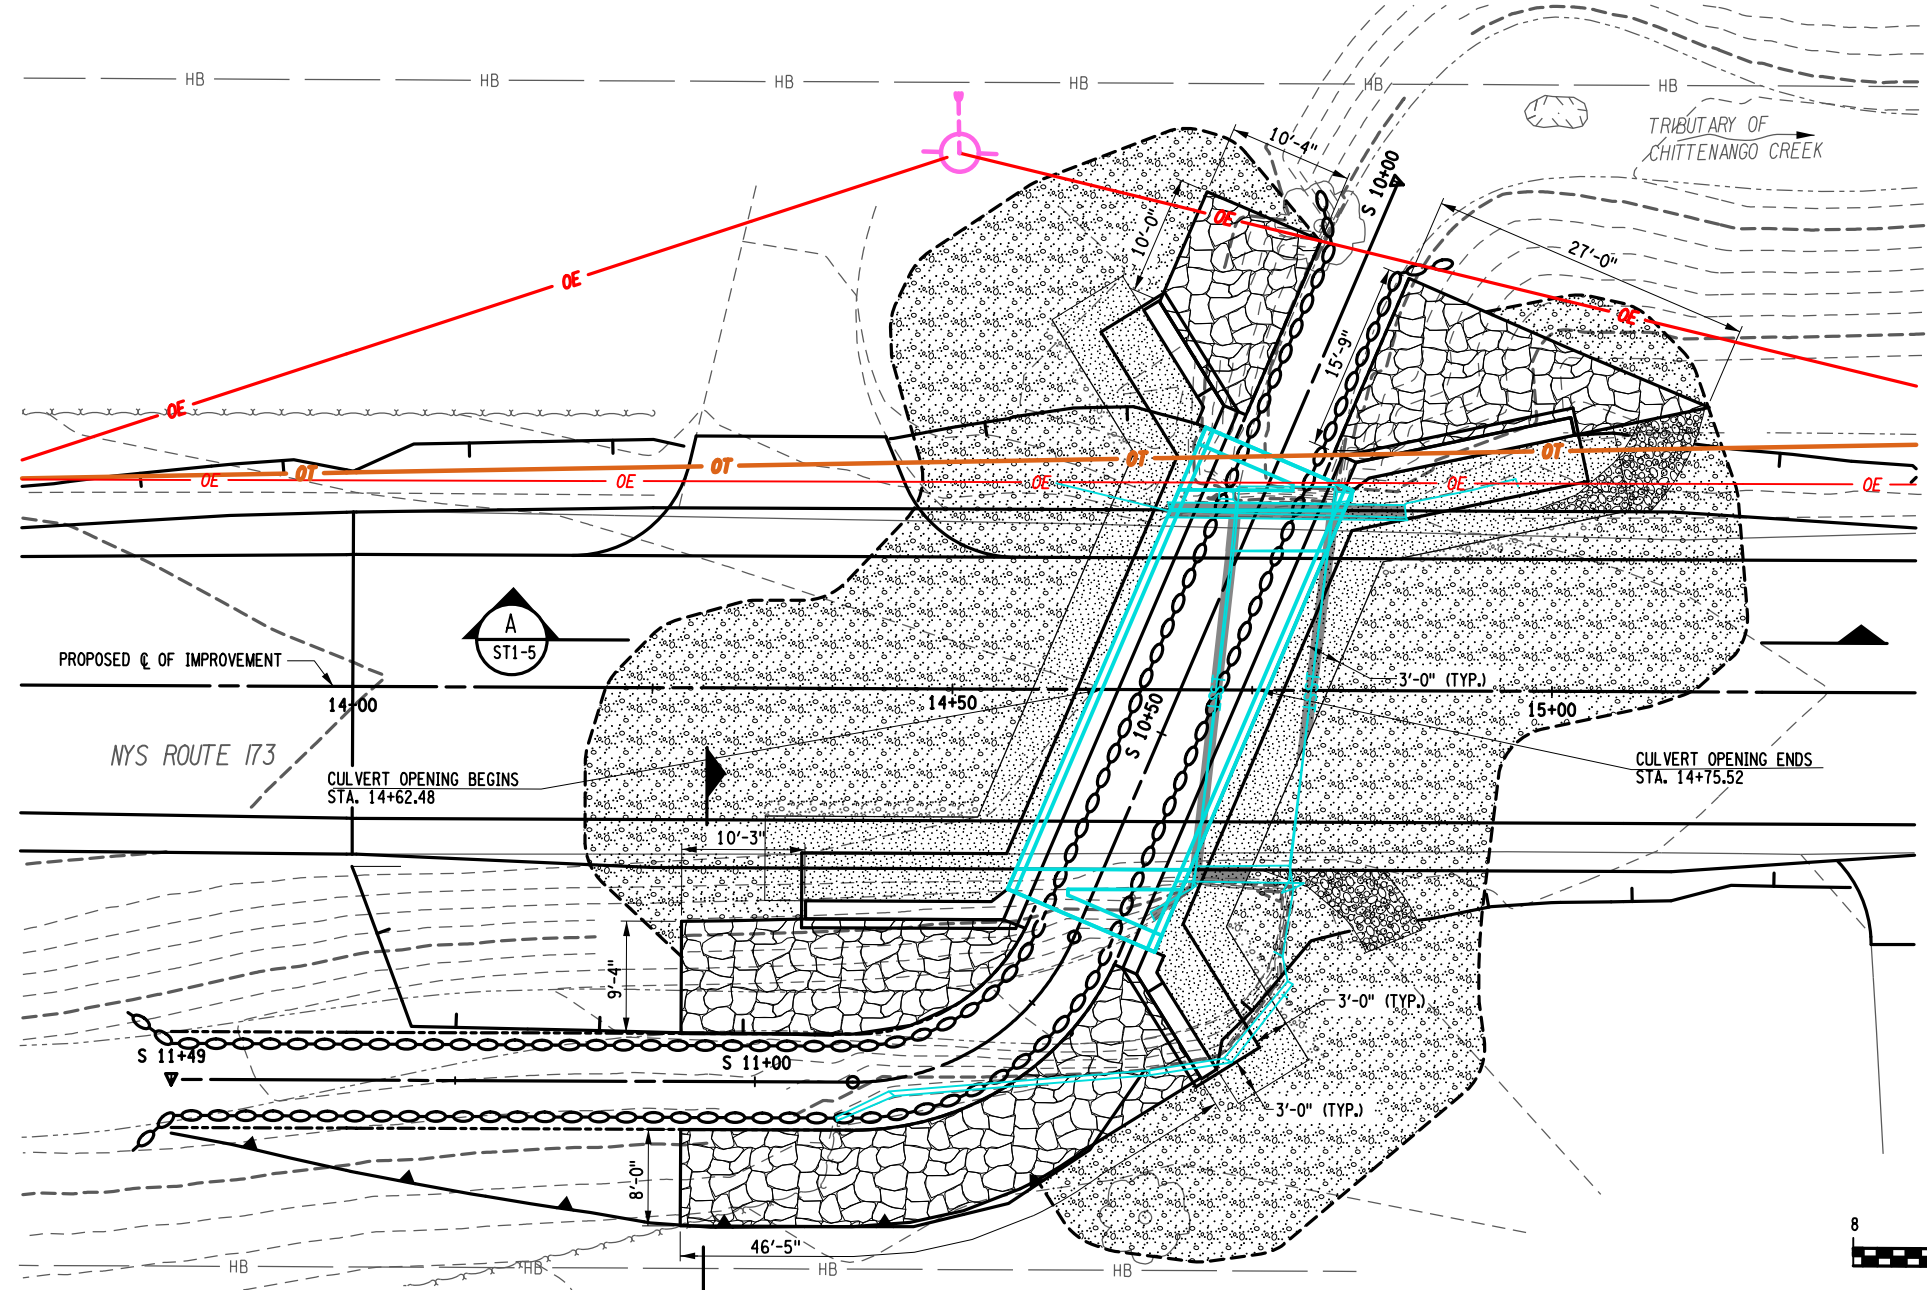 HB HB HB HB HB HB
TRIBUTARY OF
CHITTENANGO CREEK
10'-4"
S 10+00
10'-0"
OE
27'-0"
OE
OE
15'-9"
OE
OT OT OT OT
OE OE OE OE
A
ST1-5
PROPOSED ℄ OF IMPROVEMENT
3'-0" (TYP.)
14+00
14+50
15+00
S 10+50
NYS ROUTE 173
CULVERT OPENING BEGINS
STA. 14+62.48
CULVERT OPENING ENDS
STA. 14+75.52
10'-3"
9'-4"
3'-0" (TYP.)
S 11+49
S 11+00
3'-0" (TYP.)
8'-0"
8
46'-5"
HB HB HB HB